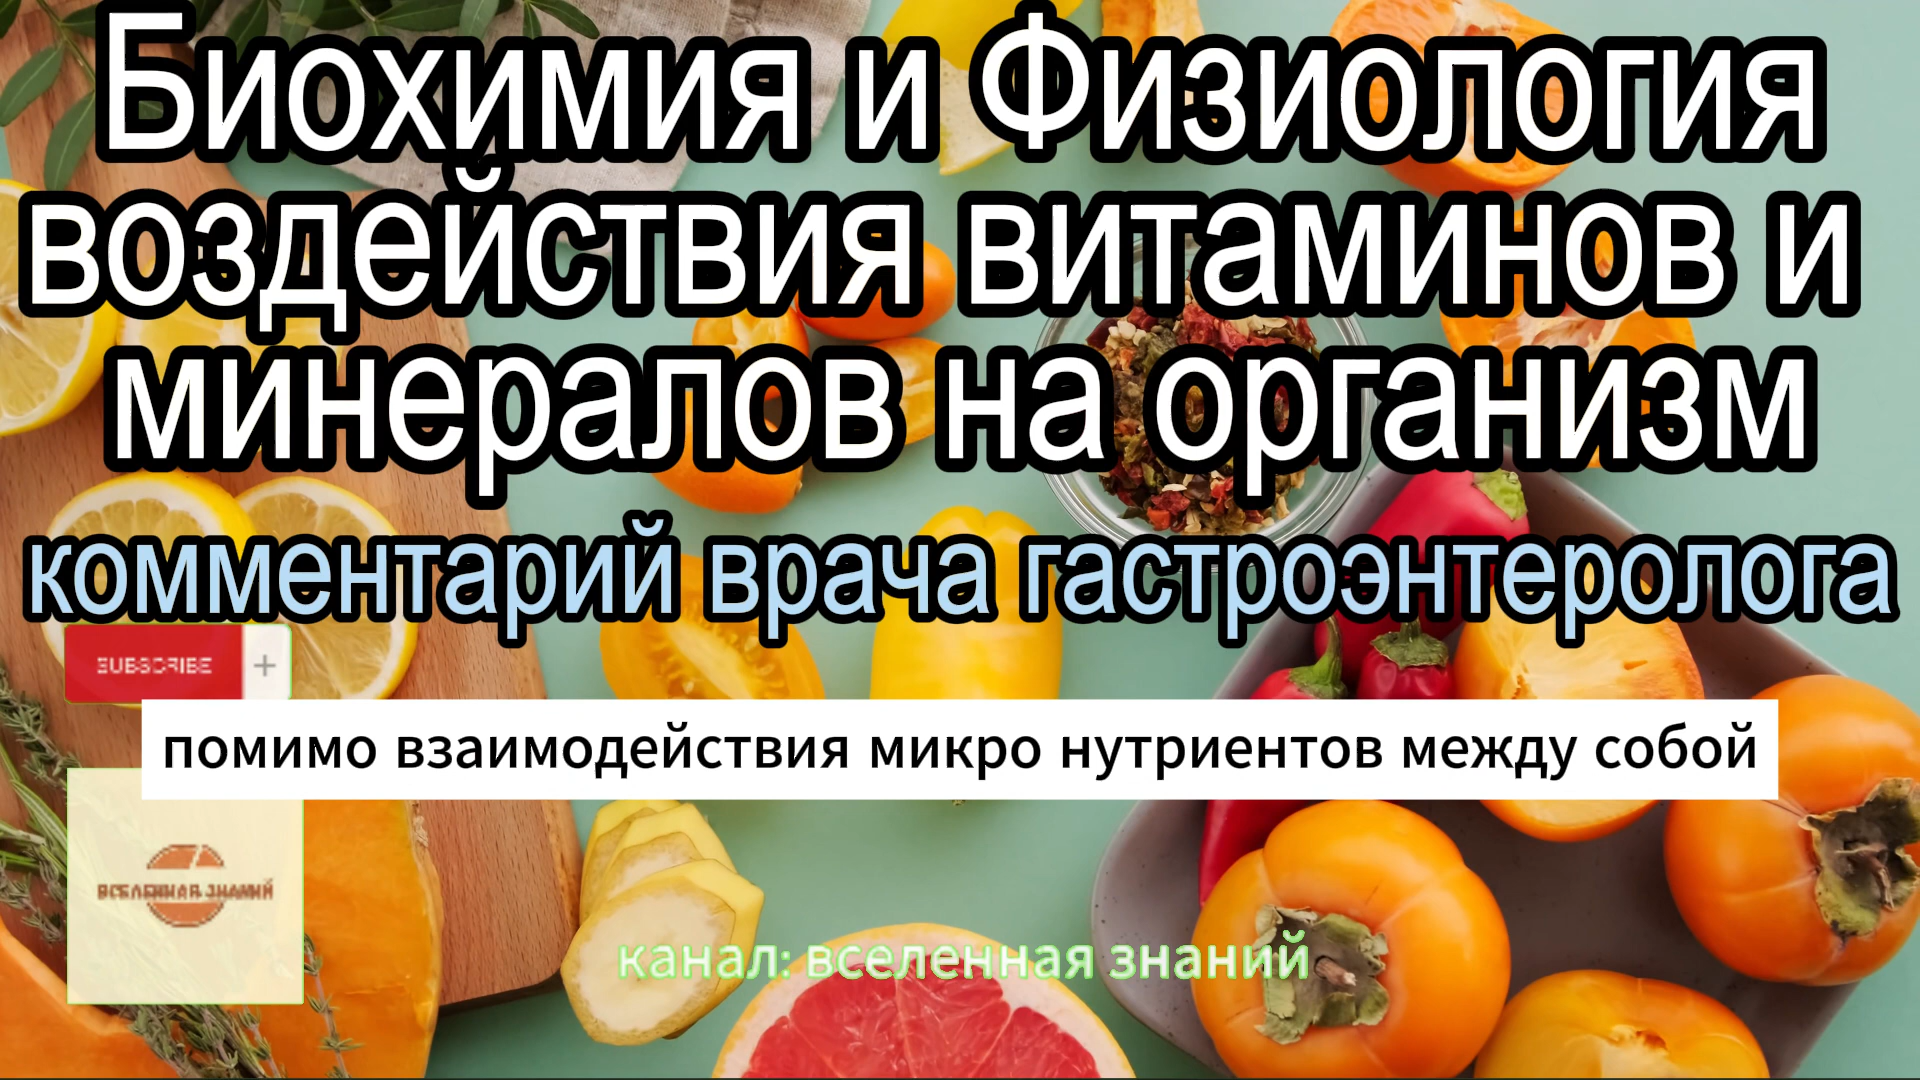 Биохимия и Физиология
воздействия витаминов и
минералов на организм
комментарий врача гастроэнтеролога
SUBSCRIBE +
помимо взаимодействия микро нутриентов между собой
ВСЕЛЕННАЯ ЗНАНИЙ
канал: вселенная знаний